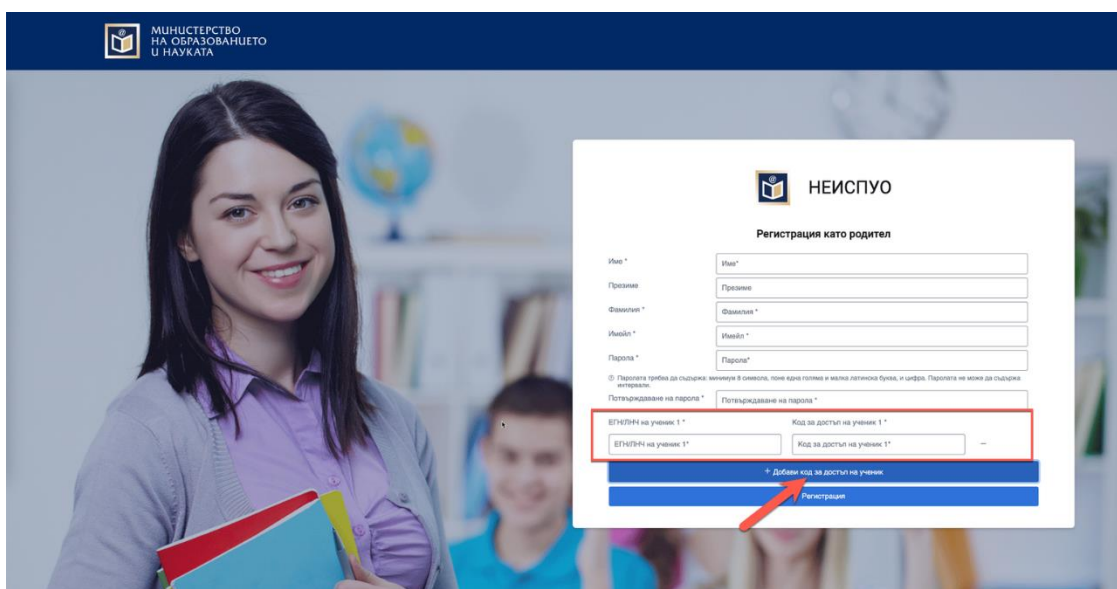 МИНИСТЕРСТВО
НА ОБРАЗОВАНИЕТО
И НАУКАТА
НЕИСПУО
Регистрация като родител
Име *
Име*
Презиме
Презиме
Фамилия *
Фамилия *
Имейл *
Имейл *
Парола *
Парола*
Паролата трябва да съдържа: минимум 8 символа, поне една голяма и малка латинска буква, и цифра. Паролата не може да съдържа
интервали.
Потвърждаване на парола *
Потвърждаване на парола *
ЕГН/ЛНЧ на ученик 1 * Код за достъп на ученик 1 *
ЕГН/ЛНЧ на ученик 1* Код за достъп на ученик 1* –
+ Добави код за достъп на ученик
Регистрация